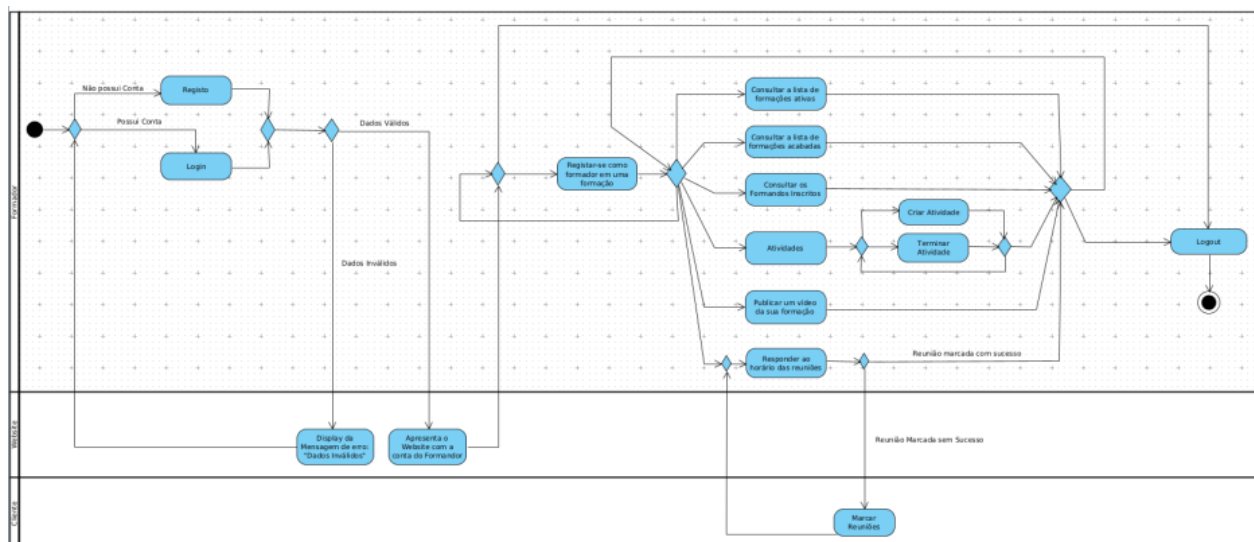 Formador
Não possui Conta
Registo
Possui Conta
Login
Dados Válidos
Dados Inválidos
Registar-se como
formador em uma
formação
Consultar a lista de
formações ativas
Consultar a lista de
formações acabadas
Consultar os
Formandos Inscritos
Atividades
Criar Atividade
Terminar
Atividade
Publicar um vídeo
da sua formação
Responder ao
horário das reuniões
Reunião marcada com sucesso
Logout
Website
Display da
Mensagem de erro:
"Dados Inválidos"
Apresenta o
Website com a
conta do Formandor
Reunião Marcada sem Sucesso
Cliente
Marcar
Reuniões